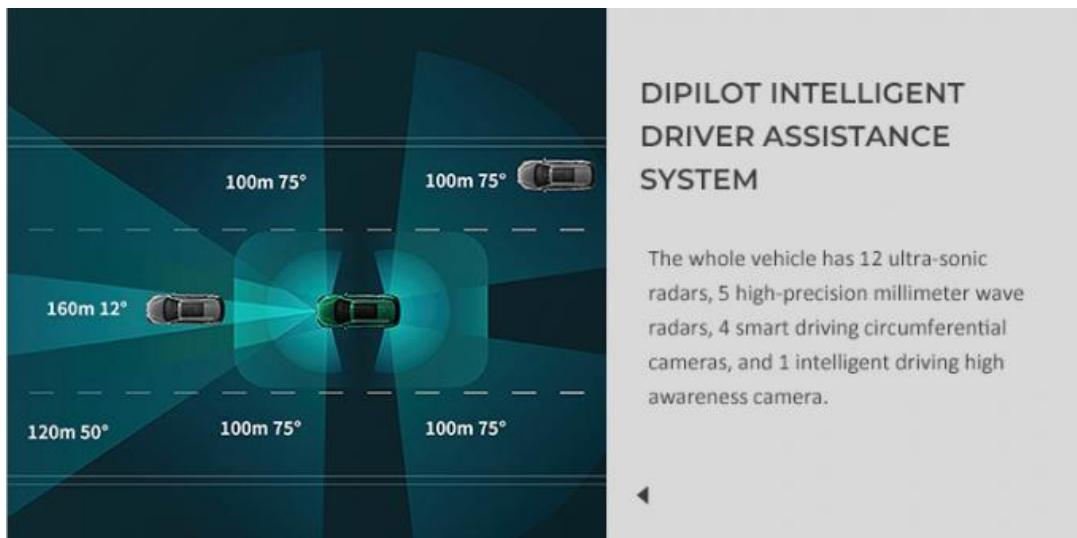 100m 75°
100m 75°
160m 12°
120m 50°
100m 75°
100m 75°
DIPILOT INTELLIGENT
DRIVER ASSISTANCE
SYSTEM
The whole vehicle has 12 ultra-sonic
radars, 5 high-precision millimeter wave
radars, 4 smart driving circumferential
cameras, and 1 intelligent driving high
awareness camera.